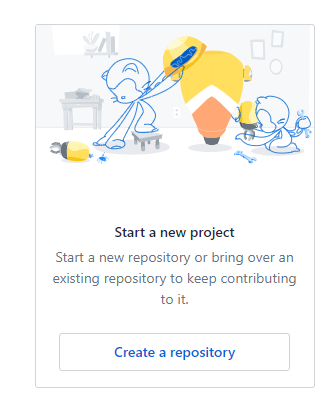 Start a new project
Start a new repository or bring over an
existing repository to keep contributing
to it.
Create a repository